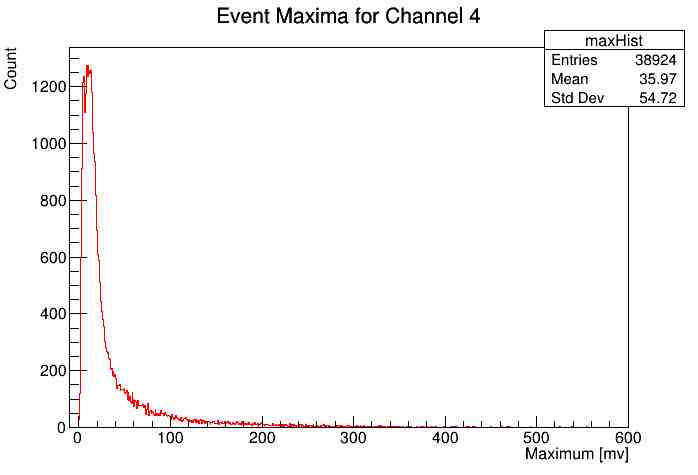 Event Maxima for Channel 4
maxHist
Entries 38924
Mean 35.97
Std Dev 54.72
Count
1200
1000
800
600
400
200
0
0 100 200 300 400 500 600
Maximum [mv]